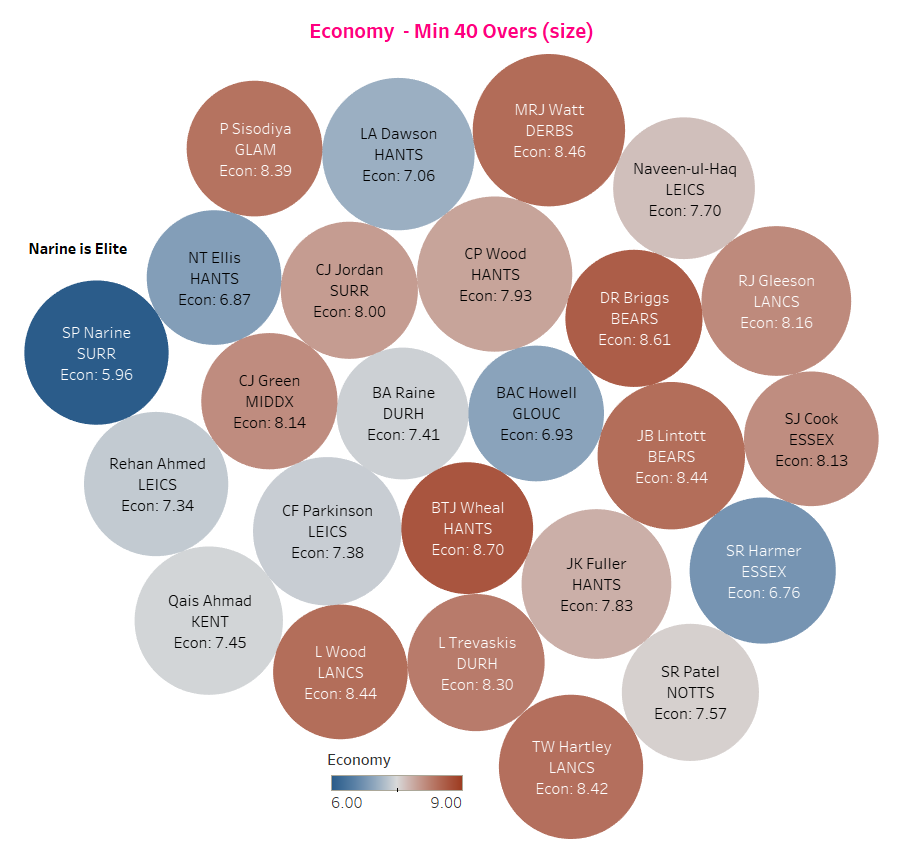 Economy  - Min 40 Overs (size)
P Sisodiya
GLAM
Econ: 8.39
LA Dawson
HANTS
Econ: 7.06
MRJ Watt
DERBS
Econ: 8.46
Naveen-ul-Haq
LEICS
Econ: 7.70
Narine is Elite
NT Ellis
HANTS
Econ: 6.87
CJ Jordan
SURR
Econ: 8.00
CP Wood
HANTS
Econ: 7.93
DR Briggs
BEARS
Econ: 8.61
RJ Gleeson
LANCS
Econ: 8.16
SP Narine
SURR
Econ: 5.96
CJ Green
MIDDX
Econ: 8.14
BA Raine
DURH
Econ: 7.41
BAC Howell
GLOUC
Econ: 6.93
JB Lintott
BEARS
Econ: 8.44
SJ Cook
ESSEX
Econ: 8.13
Rehan Ahmed
LEICS
Econ: 7.34
CF Parkinson
LEICS
Econ: 7.38
BTJ Wheal
HANTS
Econ: 8.70
JK Fuller
HANTS
Econ: 7.83
SR Harmer
ESSEX
Econ: 6.76
Qais Ahmad
KENT
Econ: 7.45
L Wood
LANCS
Econ: 8.44
L Trevaskis
DURH
Econ: 8.30
SR Patel
NOTTS
Econ: 7.57
TW Hartley
LANCS
Econ: 8.42
Economy
6.00 9.00